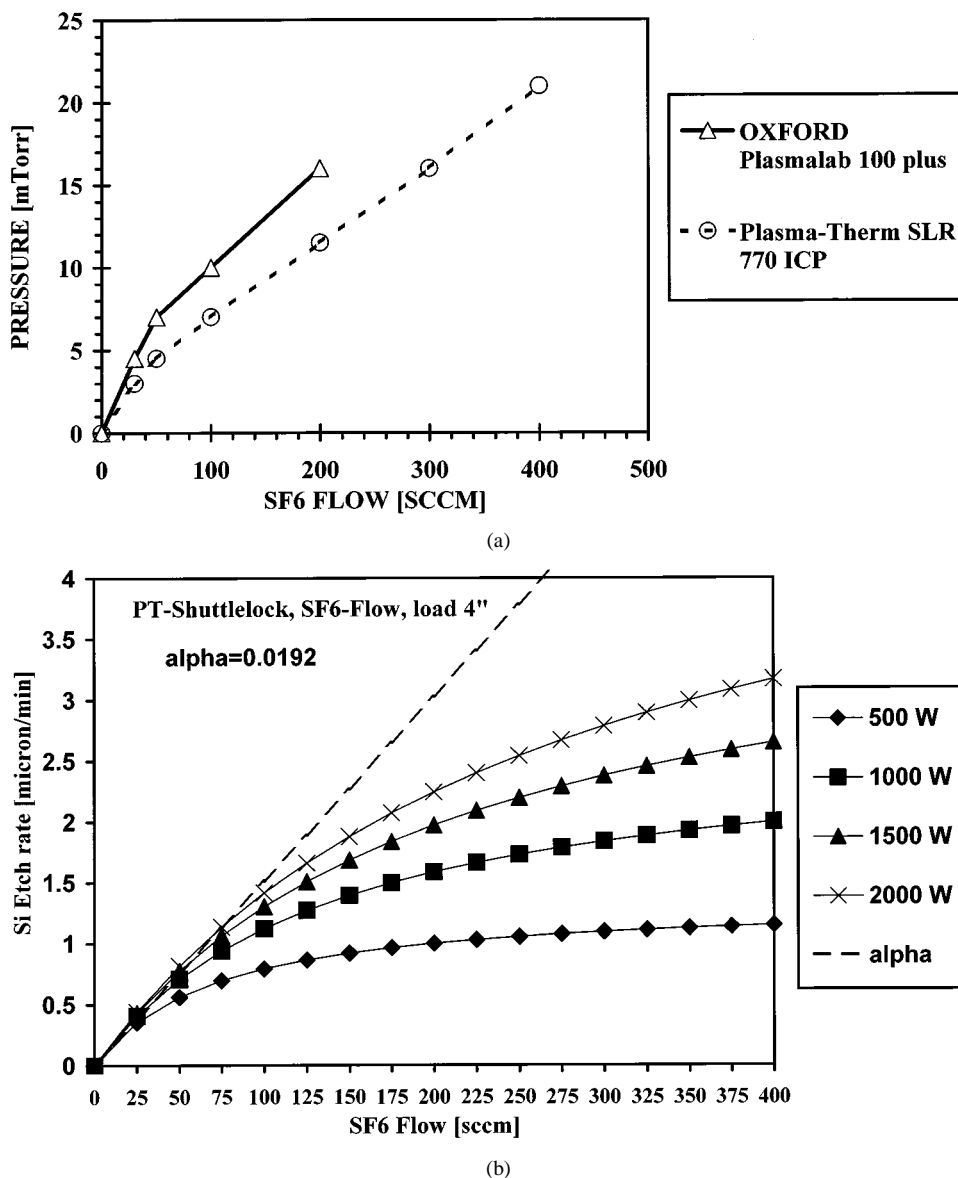 25
20
15
10
5
0
PRESSURE [mTorr]
0 100 200 300 400 500
SF6 FLOW [SCCM]
OXFORD
Plasmalab 100 plus
Plasma-Therm SLR
770 ICP
(a)
4
3.5
3
2.5
2
1.5
1
0.5
0
Si Etch rate [micron/min]
PT-Shuttlelock, SF6-Flow, load 4"
alpha=0.0192
0 25 50 75 100 125 150 175 200 225 250 275 300 325 350 375 400
SF6 Flow [sccm]
500 W
1000 W
1500 W
2000 W
alpha
(b)